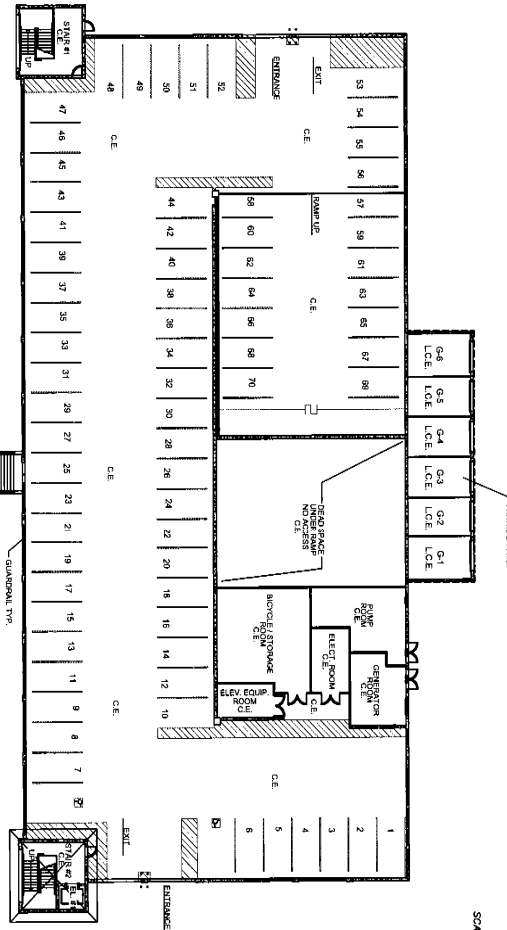 STAIR #1
C.E.
UP
48
49
50
51
52
ENTRANCE
EXIT
53
54
55
56
47
46
45
43
41
39
37
35
33
31
29
27
25
23
21
19
17
15
13
11
9
8
7
C.E.
C.E.
C.E.
C.E.
44
42
40
38
36
34
32
30
28
26
24
22
20
18
16
14
12
10
58
60
62
64
66
68
70
RAMP UP
C.E.
57
59
61
63
65
67
69
G-6
L.C.E.
G-5
L.C.E.
G-4
L.C.E.
G-3
L.C.E.
G-2
L.C.E.
G-1
L.C.E.
DEAD SPACE
UNDER RAMP
NO ACCESS
C.E.
BICYCLE / STORAGE
ROOM
C.E.
PUMP
ROOM
C.E.
ELECT. ROOM
C.E.
GENERATOR
ROOM
C.E.
ELEV. EQUIP.
ROOM
C.E.
C.E.
C.E.
6
5
4
3
2
1
EXIT
ENTRANCE
STAIR #2
C.E.
UP
EL #1
GUARDRAIL TYP.
SCA